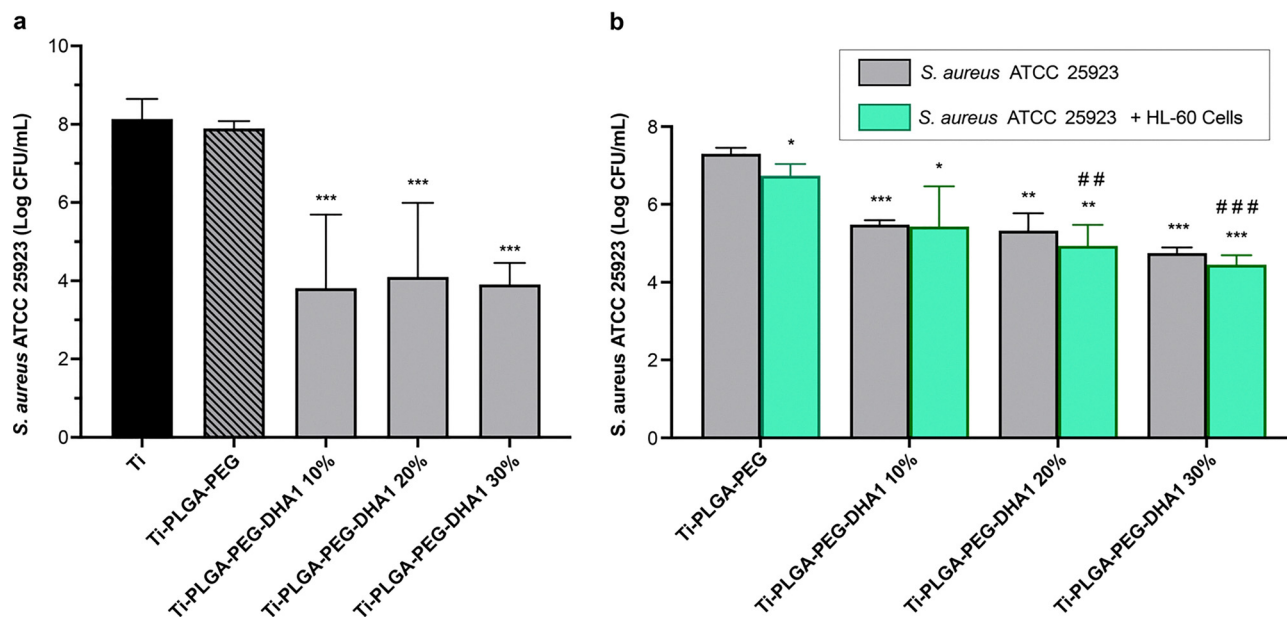 a
S. aureus ATCC 25923 (Log CFU/mL)
10
8
6
4
2
0
***
***
***
Ti
Ti-PLGA-PEG
Ti-PLGA-PEG-DHA1 10%
Ti-PLGA-PEG-DHA1 20%
Ti-PLGA-PEG-DHA1 30%
b
S. aureus ATCC 25923
S. aureus ATCC 25923 + HL-60 Cells
S. aureus ATCC 25923 (Log CFU/mL)
8
6
4
2
0
*
***
*
**
##
**
***
###
***
Ti-PLGA-PEG
Ti-PLGA-PEG-DHA1 10%
Ti-PLGA-PEG-DHA1 20%
Ti-PLGA-PEG-DHA1 30%